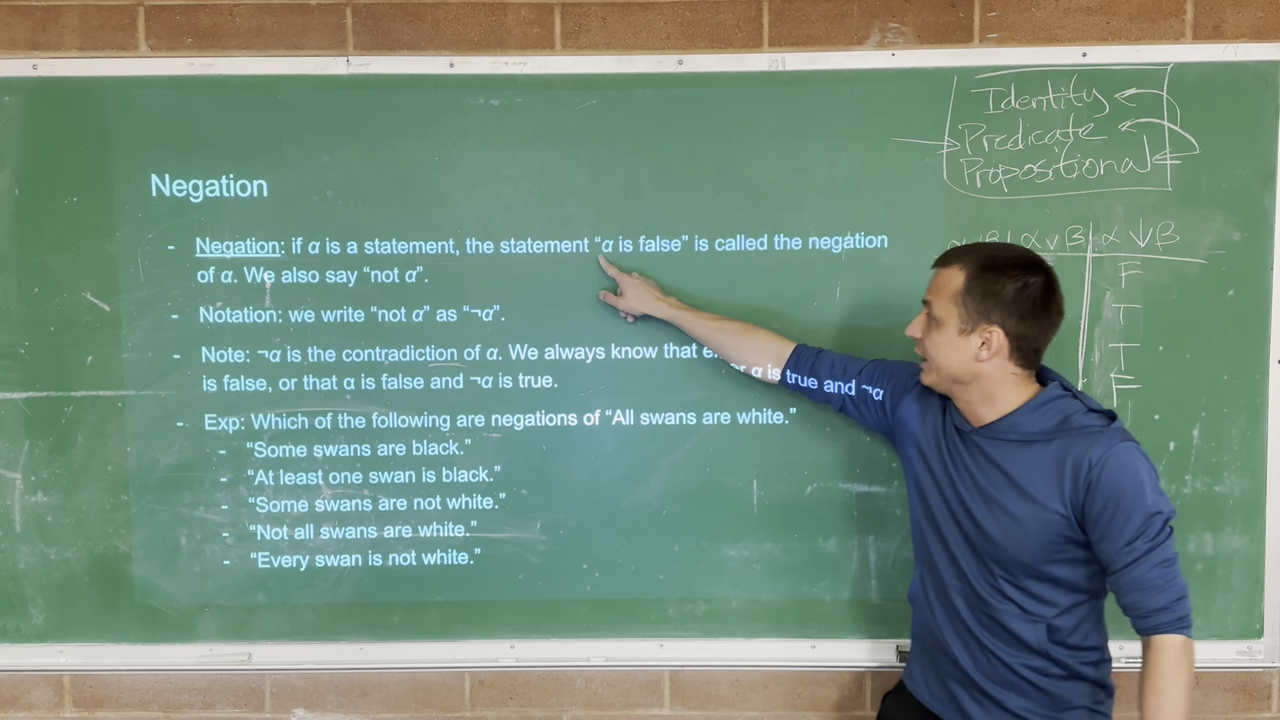 Identity
Predicate
Propositional
Negation
- Negation: if α is a statement, the statement “α is false” is called the negation
of α. We also say “not α”.
- Notation: we write “not α” as “¬α”.
- Note: ¬α is the contradiction of α. We always know that α is true and ¬α
is false, or that α is false and ¬α is true.
- Exp: Which of the following are negations of “All swans are white.”
- “Some swans are black.”
- “At least one swan is black.”
- “Some swans are not white.”
- “Not all swans are white.”
- “Every swan is not white.”
α∨β α↓β
F
T
T
F